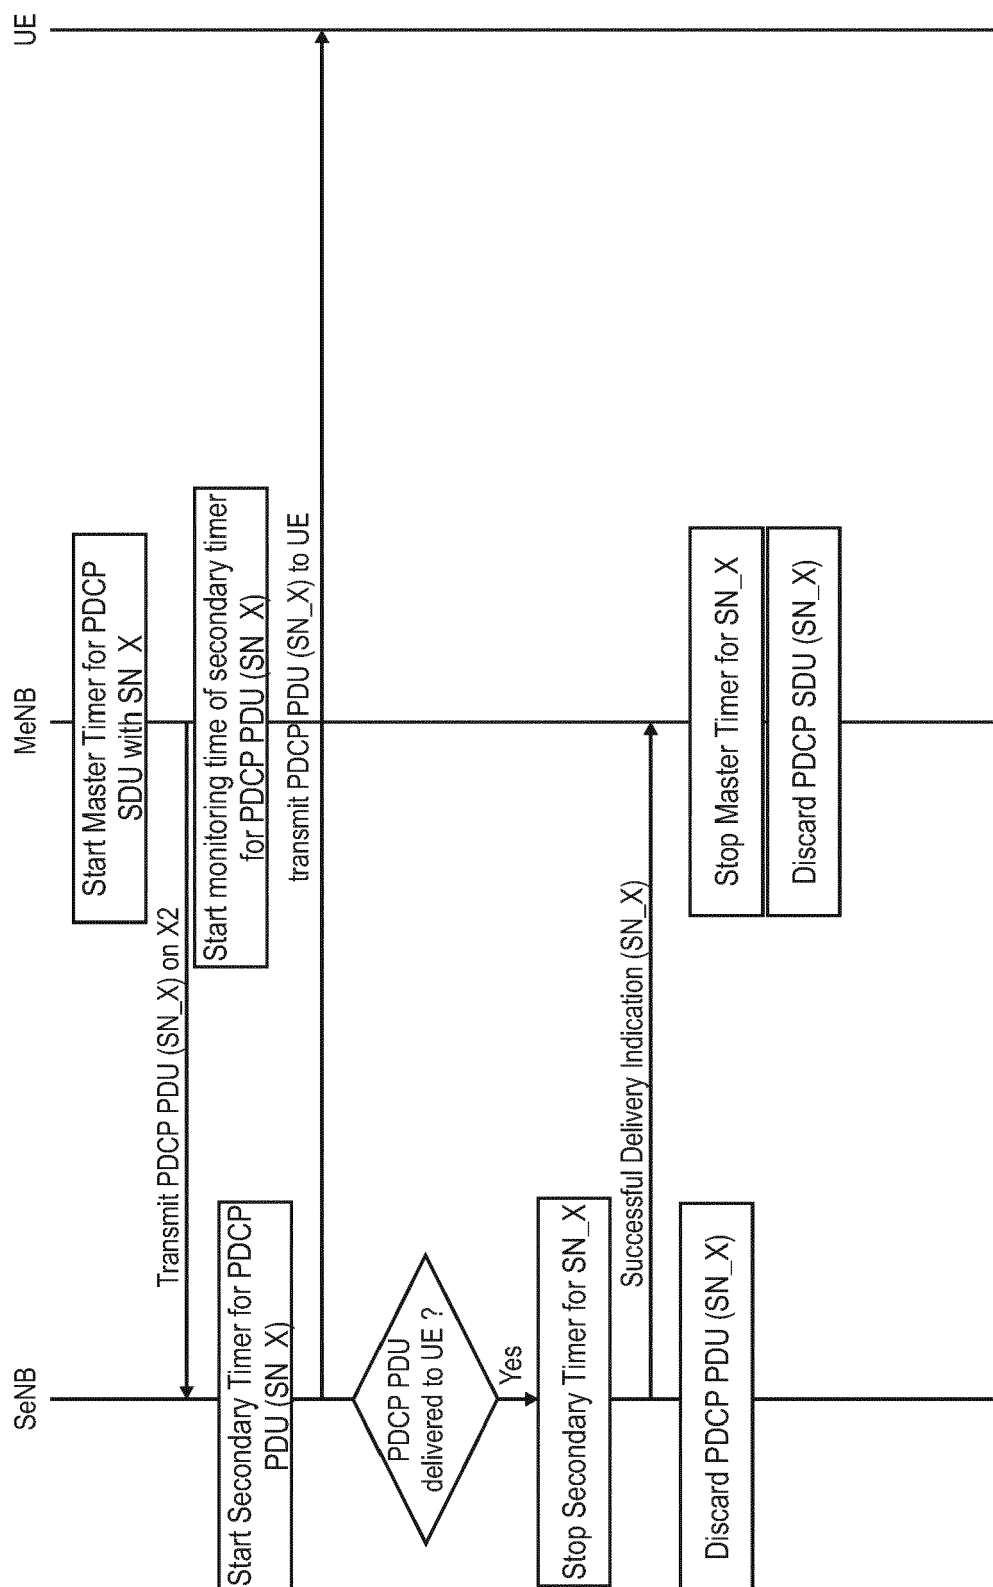 SeNB
MeNB
UE
Start Master Timer for PDCP
SDU with SN_X
Transmit PDCP PDU (SN_X) on X2
Start monitoring time of secondary timer
for PDCP PDU (SN_X)
Start Secondary Timer for PDCP
PDU (SN_X)
transmit PDCP PDU (SN_X) to UE
PDCP PDU
delivered to UE ?
Yes
Stop Secondary Timer for SN_X
Successful Delivery Indication (SN_X)
Discard PDCP PDU (SN_X)
Stop Master Timer for SN_X
Discard PDCP SDU (SN_X)